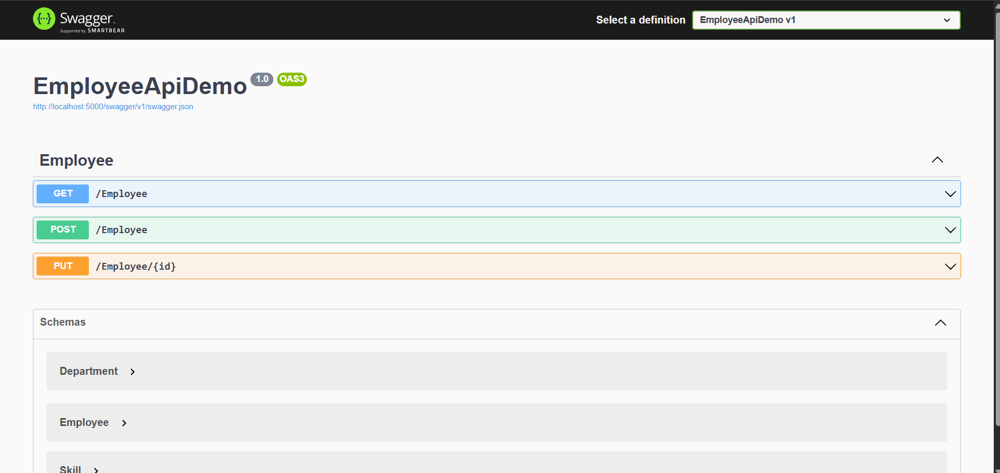 Swagger
Supported by SMARTBEAR
Select a definition
EmployeeApiDemo v1
EmployeeApiDemo 1.0 OAS3
http://localhost:5000/swagger/v1/swagger.json
Employee
GET /Employee
POST /Employee
PUT /Employee/{id}
Schemas
Department
Employee
Skill